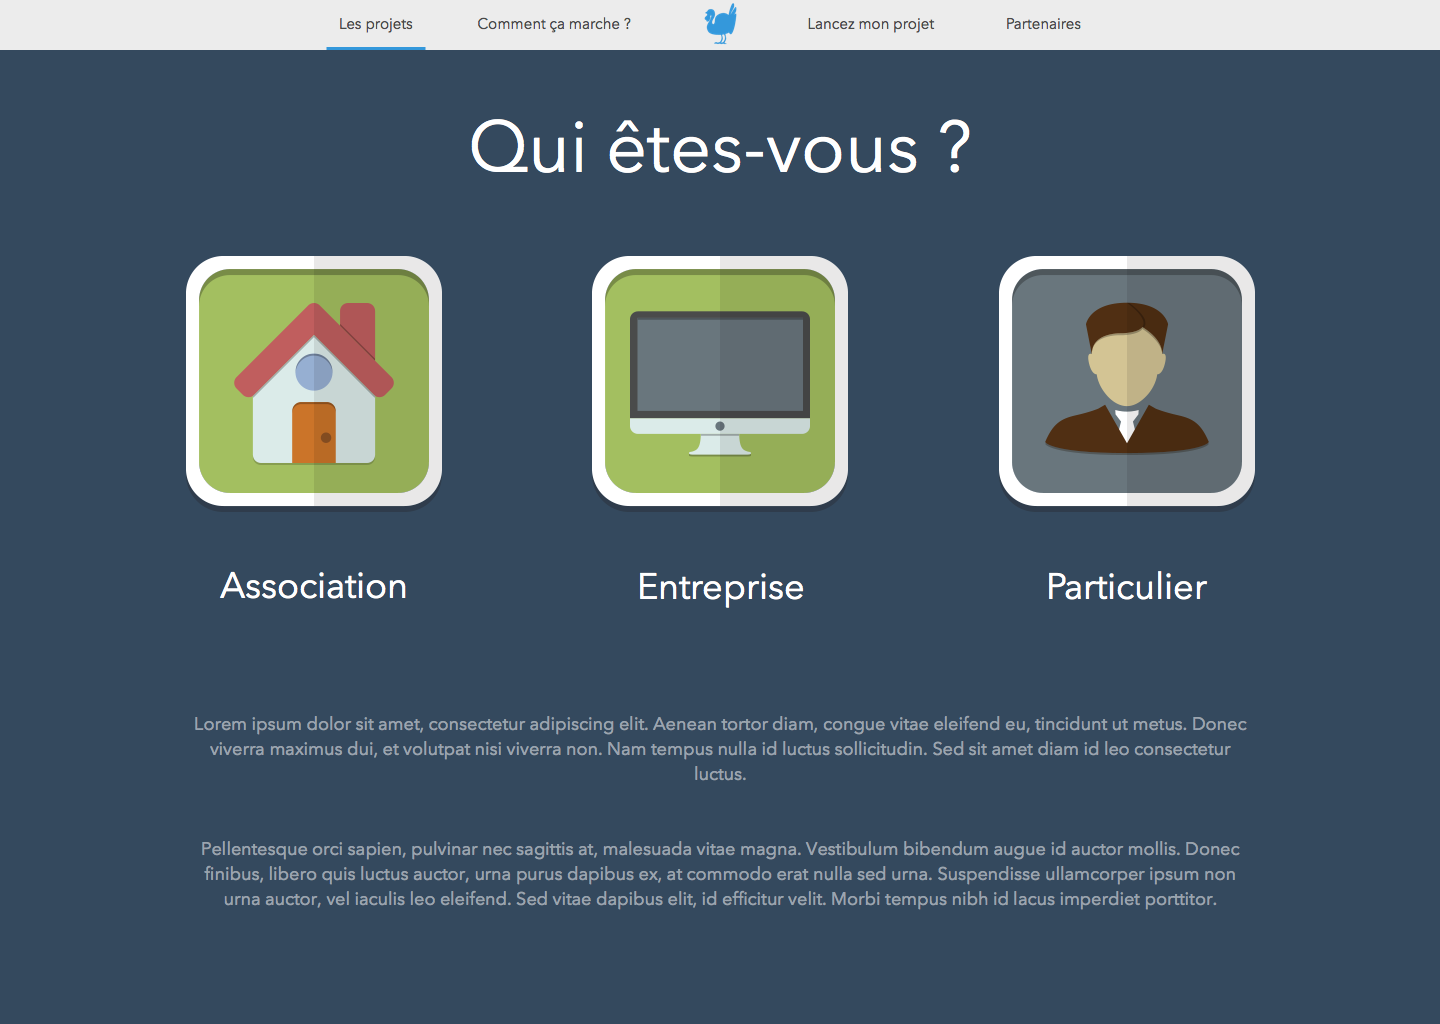 Les projets
Comment ça marche ?
Lancez mon projet
Partenaires
Qui êtes-vous ?
Association
Entreprise
Particulier
Lorem ipsum dolor sit amet, consectetur adipiscing elit. Aenean tortor diam, congue vitae eleifend eu, tincidunt ut metus. Donec
viverra maximus dui, et volutpat nisi viverra non. Nam tempus nulla id luctus sollicitudin. Sed sit amet diam id leo consectetur
luctus.
Pellentesque orci sapien, pulvinar nec sagittis at, malesuada vitae magna. Vestibulum bibendum augue id auctor mollis. Donec
finibus, libero quis luctus auctor, urna purus dapibus ex, at commodo erat nulla sed urna. Suspendisse ullamcorper ipsum non
urna auctor, vel iaculis leo eleifend. Sed vitae dapibus elit, id efficitur velit. Morbi tempus nibh id lacus imperdiet porttitor.